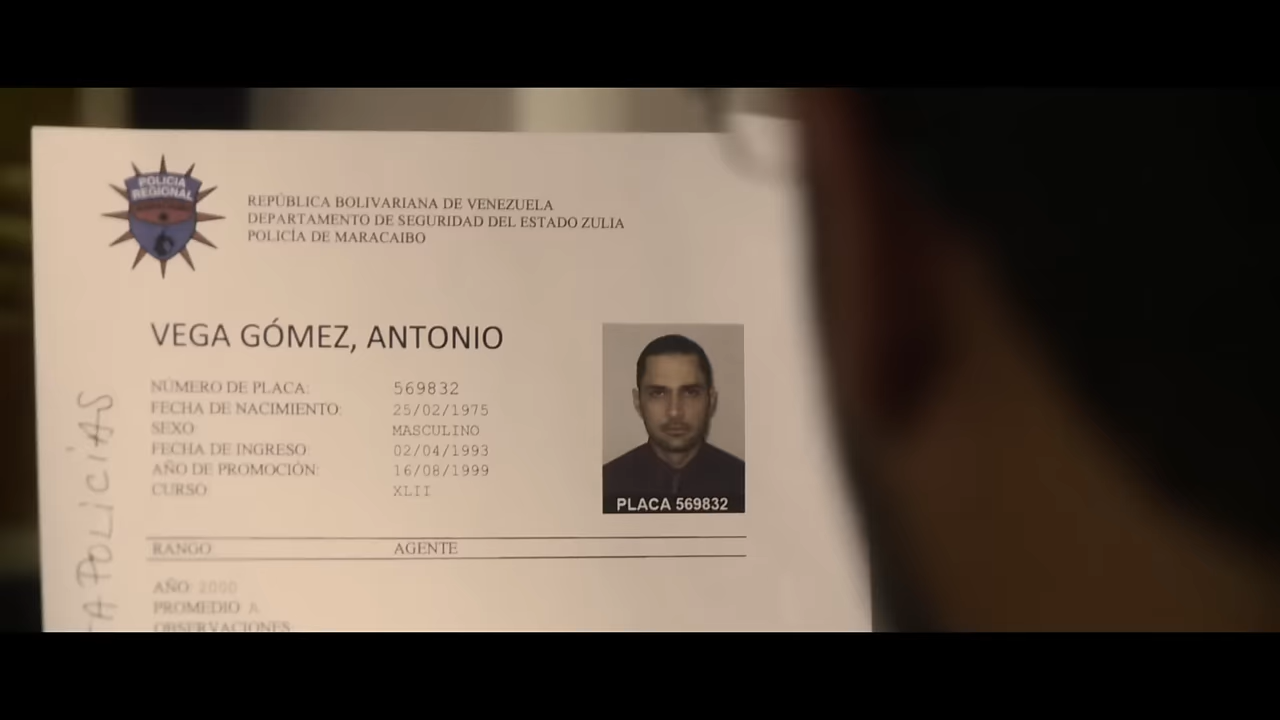 POLICIA
REGIONAL
REPÚBLICA BOLIVARIANA DE VENEZUELA
DEPARTAMENTO DE SEGURIDAD DEL ESTADO ZULIA
POLICÍA DE MARACAIBO
VEGA GÓMEZ, ANTONIO
NÚMERO DE PLACA: 569832
FECHA DE NACIMIENTO: 25/02/1975
SEXO: MASCULINO
FECHA DE INGRESO: 02/04/1993
AÑO DE PROMOCIÓN: 16/08/1999
CURSO XLII
PLACA 569832
RANGO: AGENTE
AÑO: 2000
PROMEDIO A
OBSERVACIONES
POLICÍAS